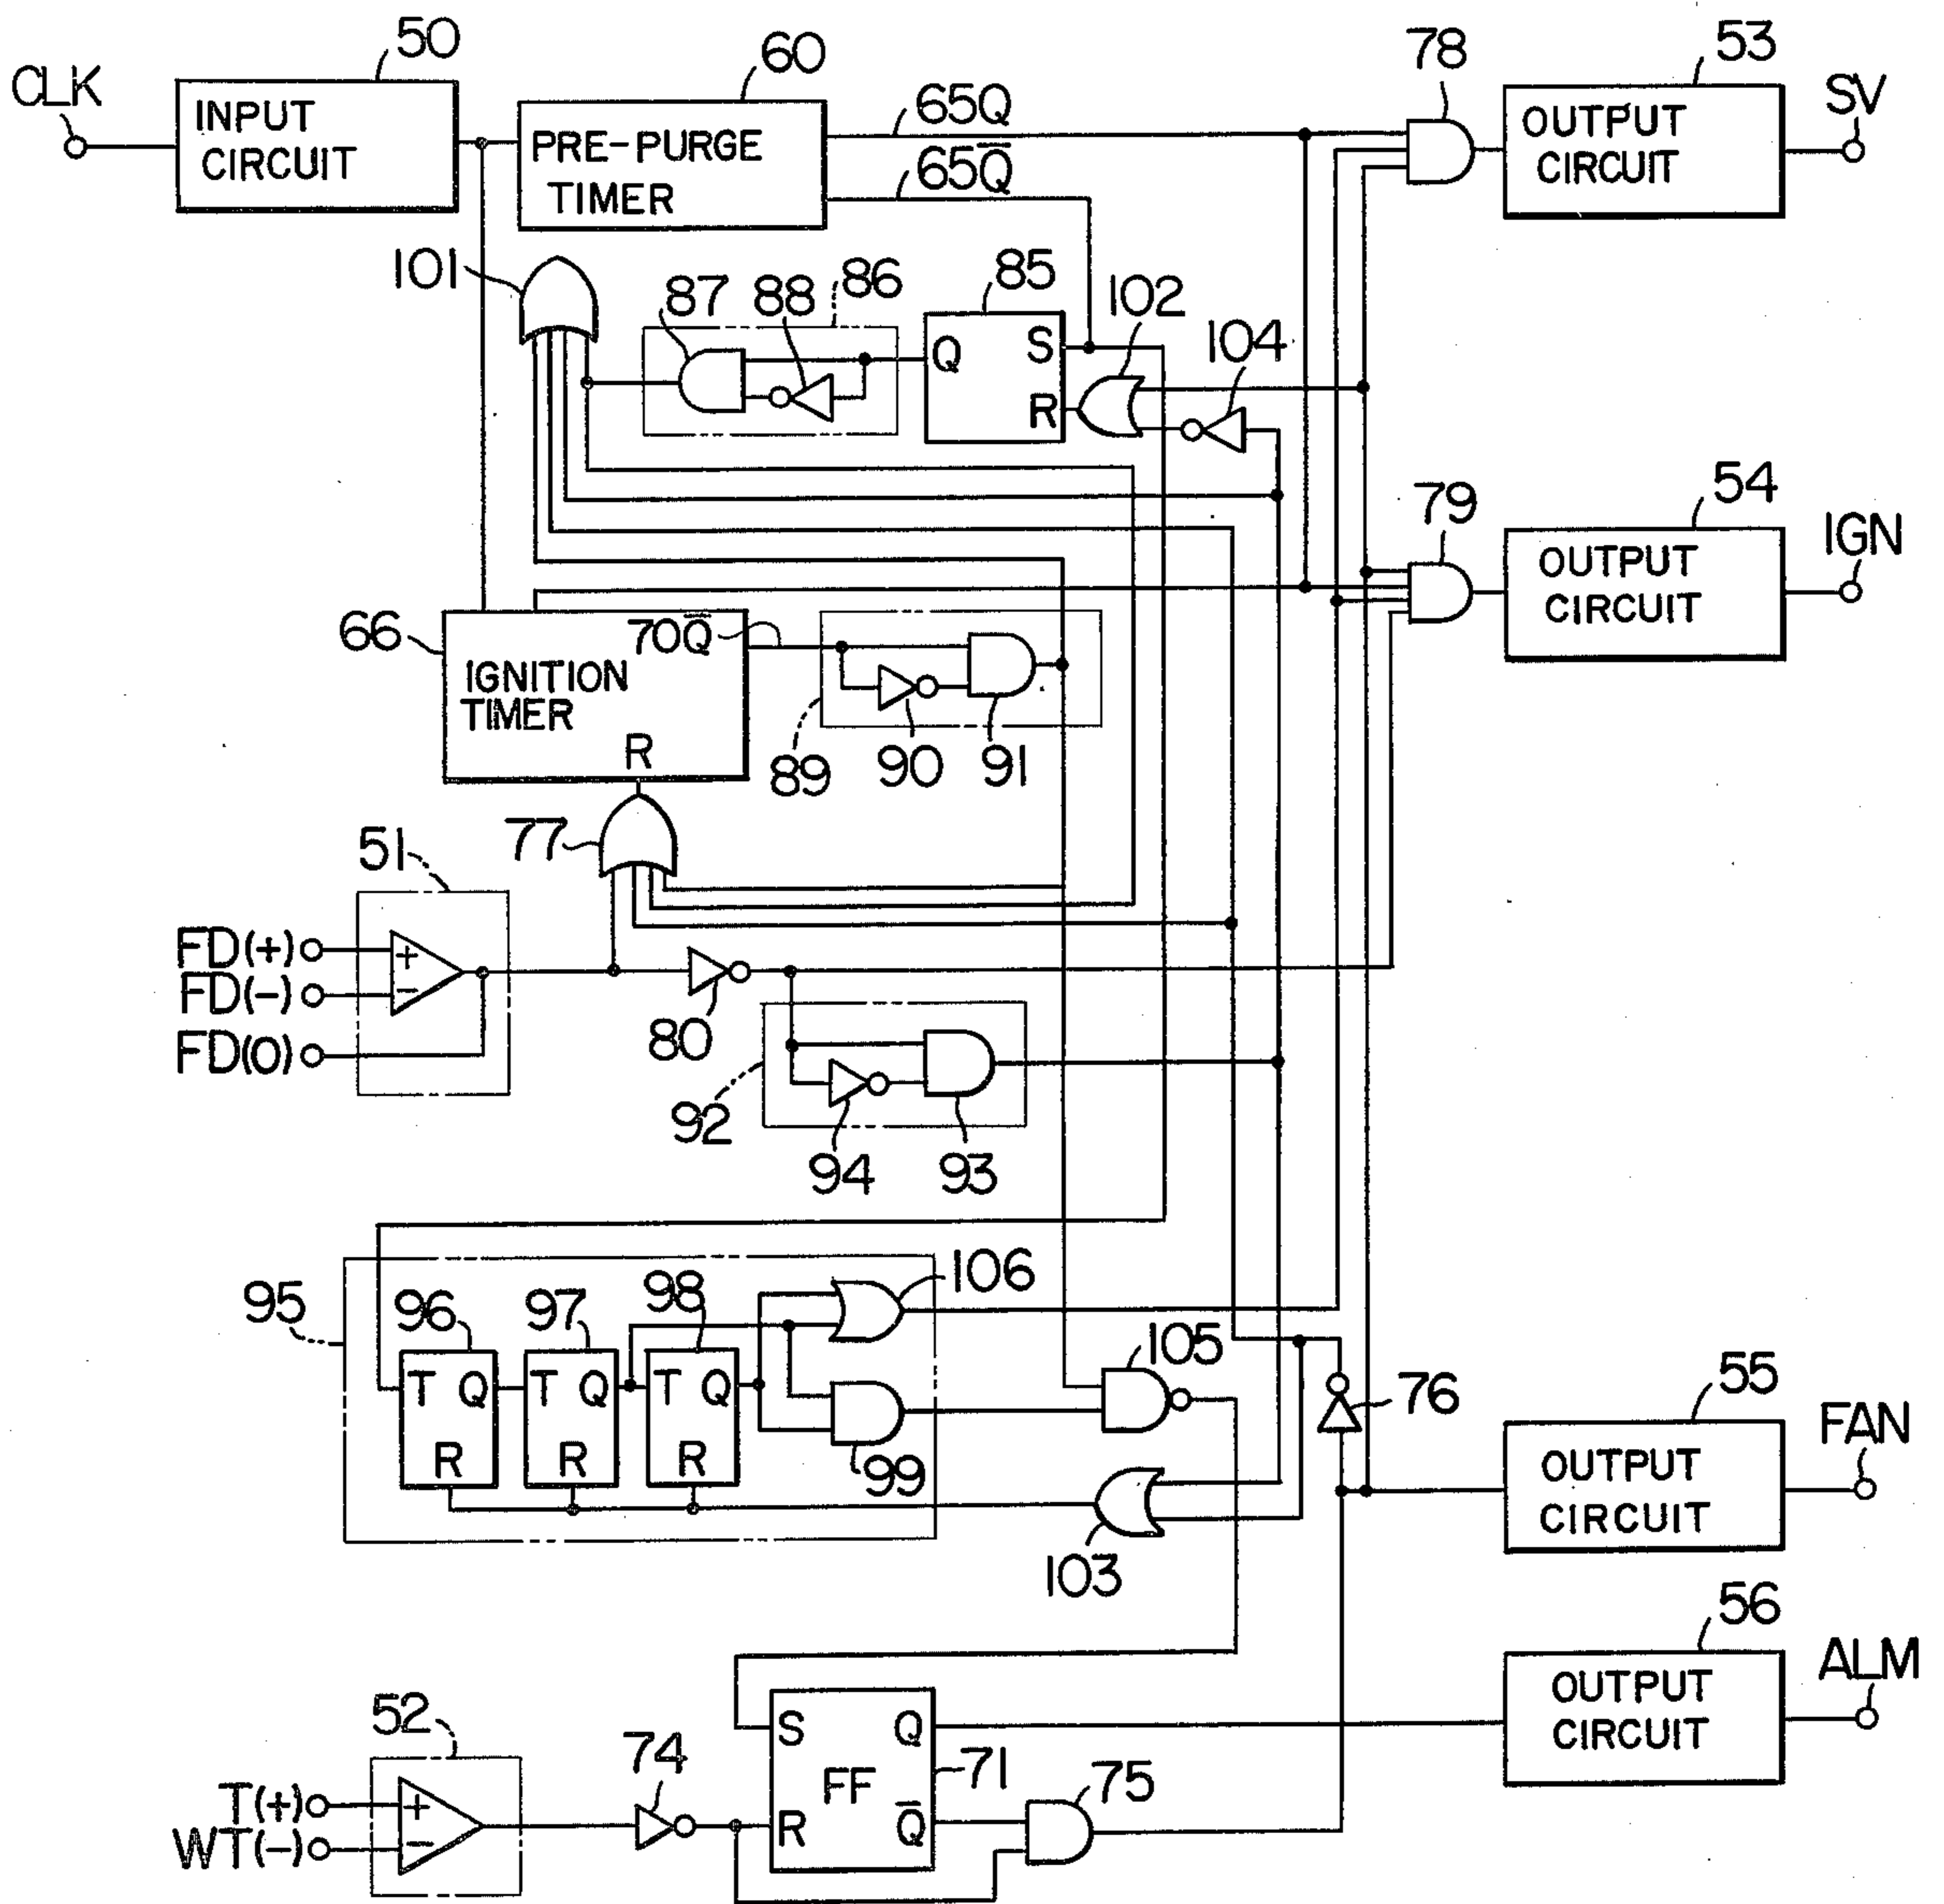 50
60
78
53
CLK
65Q
SV
INPUT CIRCUIT
PRE-PURGE TIMER
65Q̅
OUTPUT CIRCUIT
101
87
88
86
85
102
104
Q
S
R
79
54
IGN
OUTPUT CIRCUIT
66
70Q̅
IGNITION TIMER
R
89
90
91
77
51
FD(+)
+
FD(-)
−
FD(0)
80
92
94
93
95
96
97
98
106
T Q
T Q
T Q
R
R
R
99
105
76
55
FAN
OUTPUT CIRCUIT
103
56
ALM
OUTPUT CIRCUIT
52
74
S
Q
71
75
FF
T(+)
+
WT(-)
−
R
Q̅